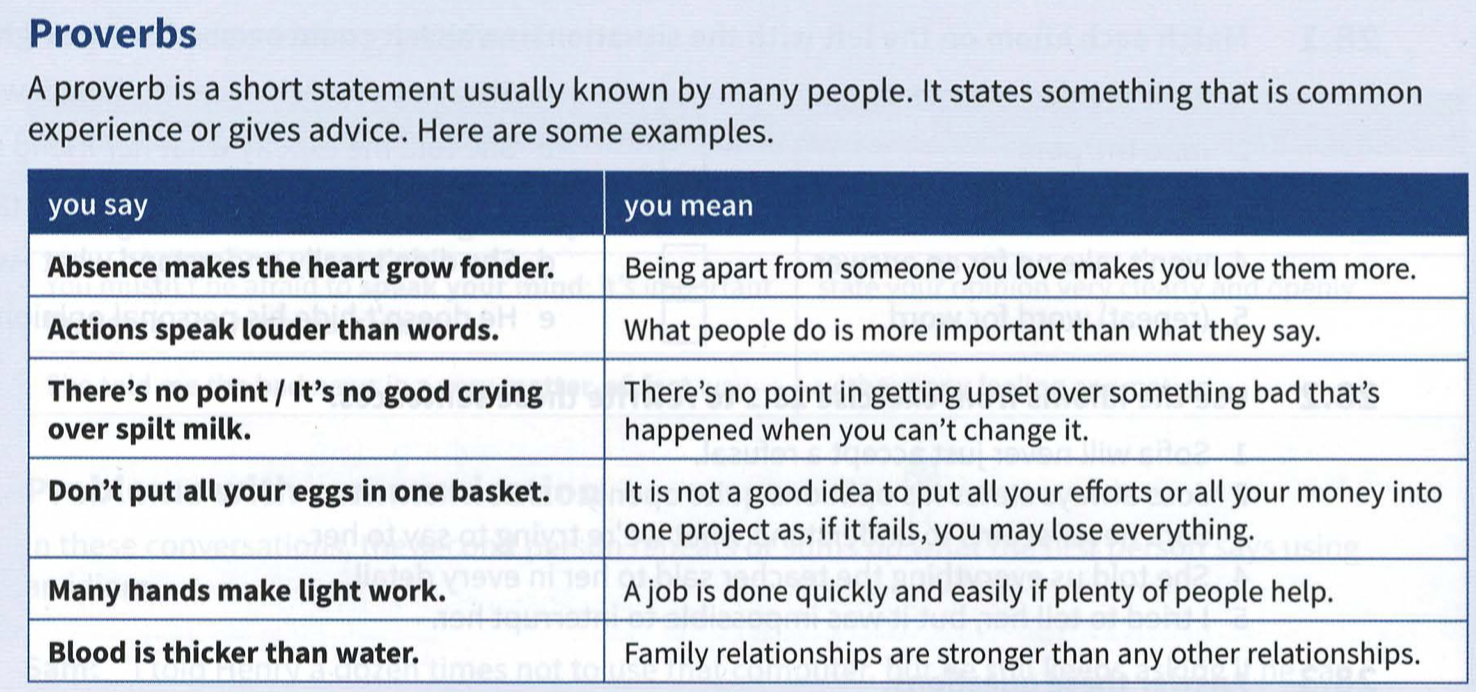 Proverbs
A proverb is a short statement usually known by many people. It states something that is common
experience or gives advice. Here are some examples.
you say
you mean
Absence makes the heart grow fonder.
Being apart from someone you love makes you love them more.
Actions speak louder than words.
What people do is more important than what they say.
There's no point / It's no good crying
over spilt milk.
There's no point in getting upset over something bad that's
happened when you can't change it.
Don't put all your eggs in one basket.
It is not a good idea to put all your efforts or all your money into
one project as, if it fails, you may lose everything.
Many hands make light work.
A job is done quickly and easily if plenty of people help.
Blood is thicker than water.
Family relationships are stronger than any other relationships.